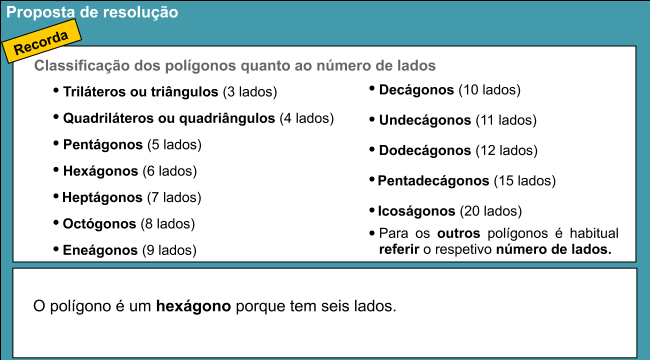 Proposta de resolução
Recorda
Classificação dos polígonos quanto ao número de lados
• Triláteros ou triângulos (3 lados)
• Quadriláteros ou quadriângulos (4 lados)
• Pentágonos (5 lados)
• Hexágonos (6 lados)
• Heptágonos (7 lados)
• Octógonos (8 lados)
• Eneágonos (9 lados)
• Decágonos (10 lados)
• Undecágonos (11 lados)
• Dodecágonos (12 lados)
• Pentadecágonos (15 lados)
• Icoságonos (20 lados)
• Para os outros polígonos é habitual
referir o respetivo número de lados.
O polígono é um hexágono porque tem seis lados.